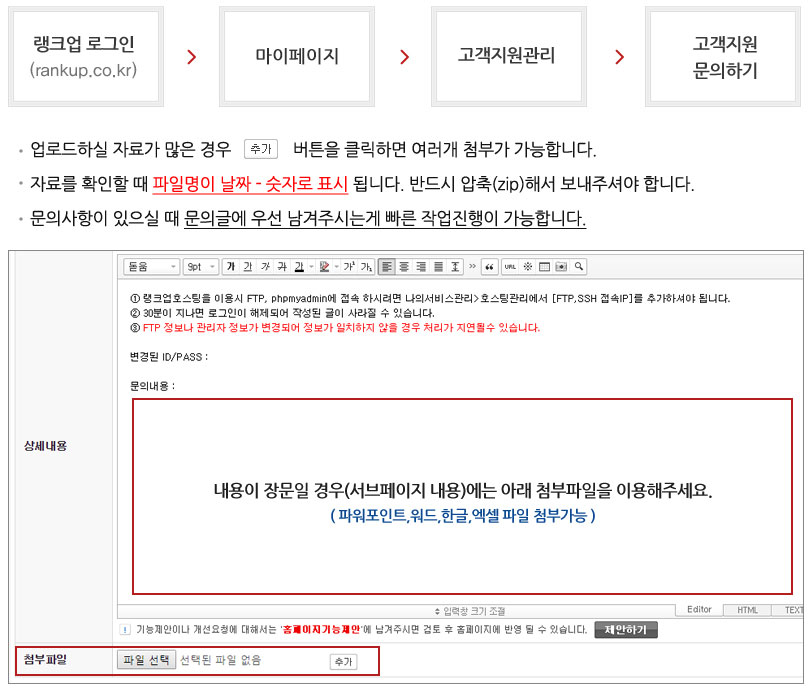 랭크업 로그인
(rankup.co.kr)
마이페이지
고객지원관리
고객지원
문의하기
• 업로드하실 자료가 많은 경우 추가 버튼을 클릭하면 여러개 첨부가 가능합니다.
• 자료를 확인할 때 파일명이 날짜 - 숫자로 표시 됩니다. 반드시 압축(zip)해서 보내주셔야 합니다.
• 문의사항이 있으실 때 문의글에 우선 남겨주시는게 빠른 작업진행이 가능합니다.
돋움 9pt 가 가 가 가 가 가 가² 가₂ URL
① 랭크업호스팅을 이용시 FTP, phpmyadmin에 접속 하시려면 나의서비스관리>호스팅관리에서 [FTP,SSH 접속IP]를 추가하셔야 됩니다.
② 30분이 지나면 로그인이 해제되어 작성된 글이 사라질 수 있습니다.
③ FTP 정보나 관리자 정보가 변경되어 정보가 일치하지 않을 경우 처리가 지연될수 있습니다.
변경된 ID/PASS :
문의내용 :
상세내용
내용이 장문일 경우(서브페이지 내용)에는 아래 첨부파일을 이용해주세요.
( 파워포인트,워드,한글,엑셀 파일 첨부가능 )
입력창 크기 조절
Editor HTML TEXT
기능제안이나 개선요청에 대해서는 '홈페이지기능제안'에 남겨주시면 검토 후 홈페이지에 반영 될 수 있습니다. 제안하기
첨부파일 파일 선택 선택된 파일 없음 추가